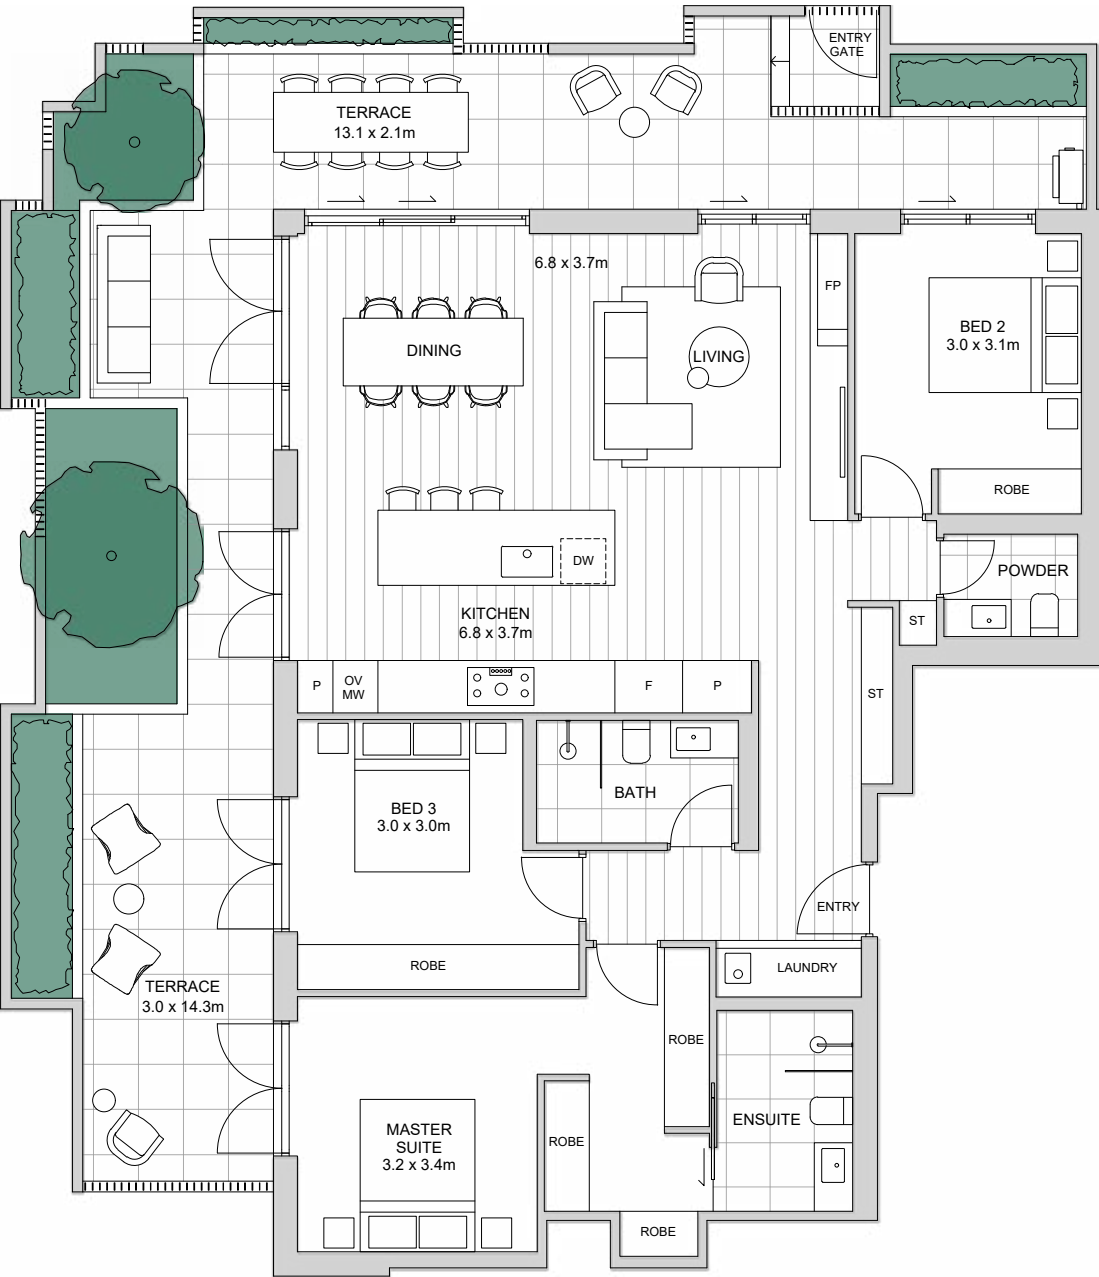 ENTRY
GATE
TERRACE
13.1 x 2.1m
6.8 x 3.7m
FP
BED 2
3.0 x 3.1m
DINING
LIVING
ROBE
DW
POWDER
KITCHEN
6.8 x 3.7m
ST
P
OV
MW
F
P
ST
BED 3
3.0 x 3.0m
BATH
ENTRY
ROBE
LAUNDRY
TERRACE
3.0 x 14.3m
ROBE
ENSUITE
MASTER
SUITE
3.2 x 3.4m
ROBE
ROBE